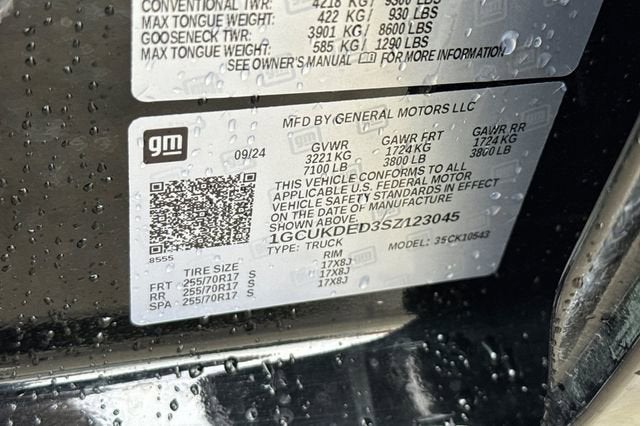 CONVENTIONAL TWR: 4218 KG/ 9300 LBS
MAX TONGUE WEIGHT: 422 KG/ 930 LBS
GOOSENECK TWR: 3901 KG/ 8600 LBS
MAX TONGUE WEIGHT: 585 KG/ 1290 LBS
SEE OWNER'S MANUAL FOR MORE INFORMATION
MFD BY GENERAL MOTORS LLC
gm
09/24
GVWR GAWR FRT GAWR RR
3221 KG 1724 KG 1724 KG
7100 LB 3800 LB 3800 LB
THIS VEHICLE CONFORMS TO ALL
APPLICABLE U.S. FEDERAL MOTOR
VEHICLE SAFETY STANDARDS IN EFFECT
ON THE DATE OF MANUFACTURE
SHOWN ABOVE.
1GCUKDED3SZ123045
TYPE: TRUCK MODEL: 35CK10543
8555
TIRE SIZE RIM
FRT 255/70R17 S 17X8J
RR 255/70R17 S 17X8J
SPA 255/70R17 S 17X8J